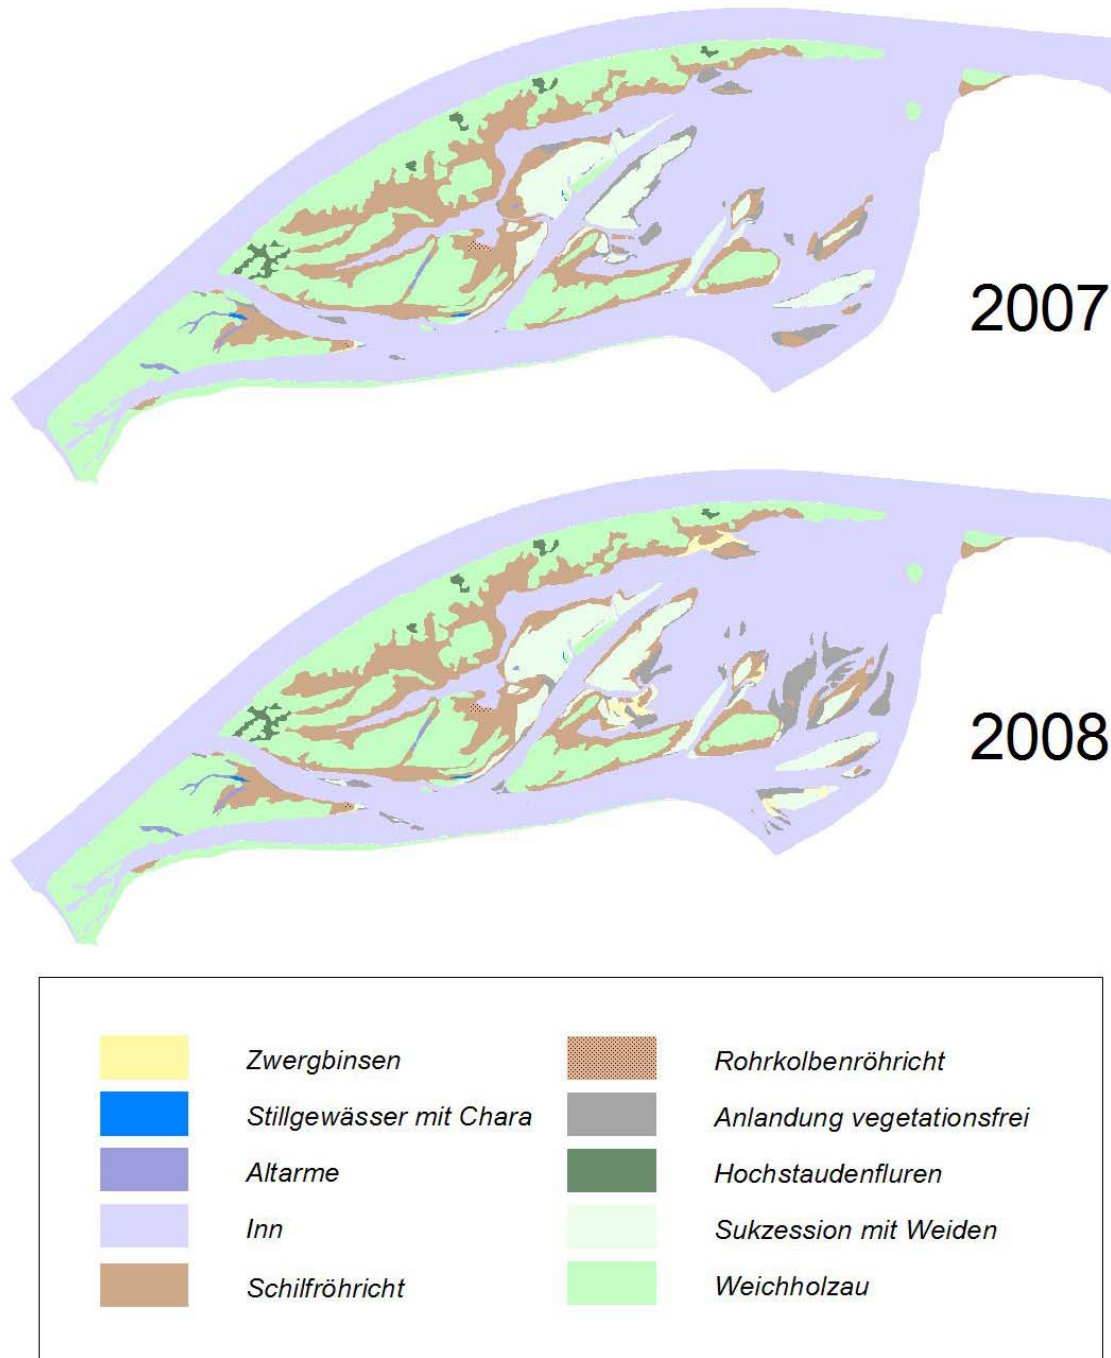 2007
2008
Zwergbinsen
Stillgewässer mit Chara
Altarme
Inn
Schilfröhricht
Rohrkolbenröhricht
Anlandung vegetationsfrei
Hochstaudenfluren
Sukzession mit Weiden
Weichholzau